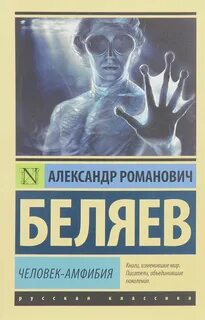 АЛЕКСАНДР РОМАНОВИЧ
БЕЛЯЕВ
ЧЕЛОВЕК-АМФИБИЯ
Книги, изменившие мир.
Писатели, объединившие
поколения.
русская классика